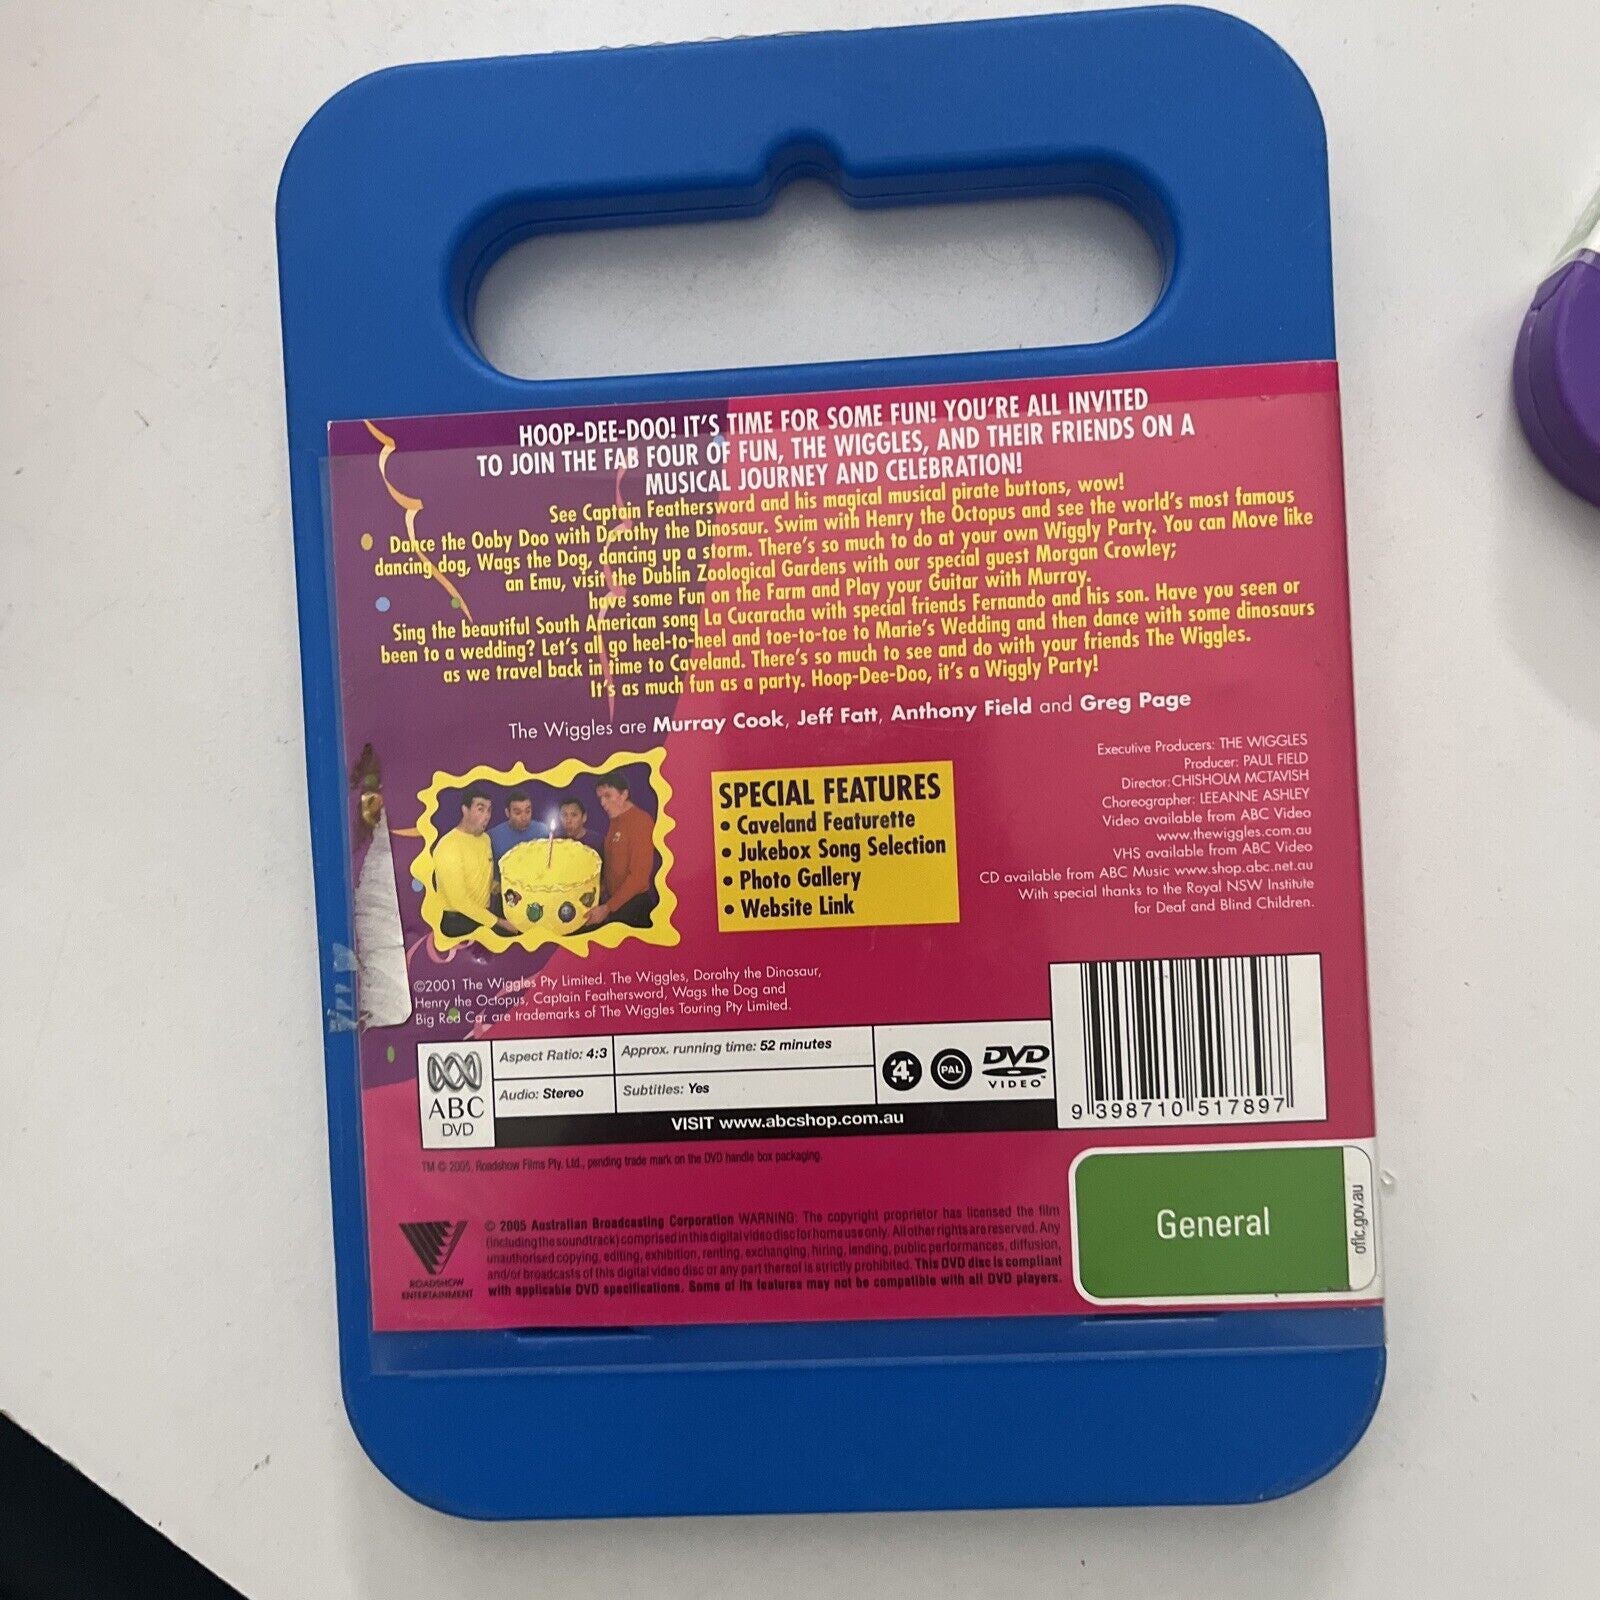 HOOP-DEE-DOO! IT'S TIME FOR SOME FUN! YOU'RE ALL INVITED
TO JOIN THE FAB FOUR OF FUN, THE WIGGLES, AND THEIR FRIENDS ON A
MUSICAL JOURNEY AND CELEBRATION!
See Captain Feathersword and his magical musical pirate buttons, wow!
Dance the Ooby Doo with Dorothy the Dinosaur. Swim with Henry the Octopus and see the world's most famous
dancing dog, Wags the Dog, dancing up a storm. There's so much to do at your own Wiggly Party. You can Move like
an Emu, visit the Dublin Zoological Gardens with our special guest Morgan Crowley;
have some Fun on the Farm and Play your Guitar with Murray.
Sing the beautiful South American song La Cucaracha with special friends Fernando and his son. Have you seen or
been to a wedding? Let's all go heel-to-heel and toe-to-toe to Marie's Wedding and then dance with some dinosaurs
as we travel back in time to Caveland. There's so much to see and do with your friends The Wiggles.
It's as much fun as a party. Hoop-Dee-Doo, it's a Wiggly Party!
The Wiggles are Murray Cook, Jeff Fatt, Anthony Field and Greg Page
SPECIAL FEATURES
• Caveland Featurette
• Jukebox Song Selection
• Photo Gallery
• Website Link
Executive Producers: THE WIGGLES
Producer: PAUL FIELD
Director: CHISHOLM MCTAVISH
Choreographer: LEEANNE ASHLEY
Video available from ABC Video
www.thewiggles.com.au
VHS available from ABC Video
CD available from ABC Music www.shop.abc.net.au
With special thanks to the Royal NSW Institute
for Deaf and Blind Children.
©2001 The Wiggles Pty Limited. The Wiggles, Dorothy the Dinosaur,
Henry the Octopus, Captain Feathersword, Wags the Dog and
Big Red Car are trademarks of The Wiggles Touring Pty Limited.
ABC
DVD
Aspect Ratio: 4:3
Approx. running time: 52 minutes
Audio: Stereo
Subtitles: Yes
4
PAL
DVD
VIDEO
VISIT www.abcshop.com.au
9 398710 517897
TM © 2005, Roadshow Films Pty. Ltd., pending trade mark on the DVD handle box packaging.
General
oflc.gov.au
ROADSHOW
ENTERTAINMENT
© 2005 Australian Broadcasting Corporation WARNING: The copyright proprietor has licensed the film
(including the soundtrack) comprised in this digital video disc for home use only. All other rights are reserved. Any
unauthorised copying, editing, exhibition, renting, exchanging, hiring, lending, public performances, diffusion,
and/or broadcasts of this digital video disc or any part thereof is strictly prohibited. This DVD disc is compliant
with applicable DVD specifications. Some of its features may not be compatible with all DVD players.